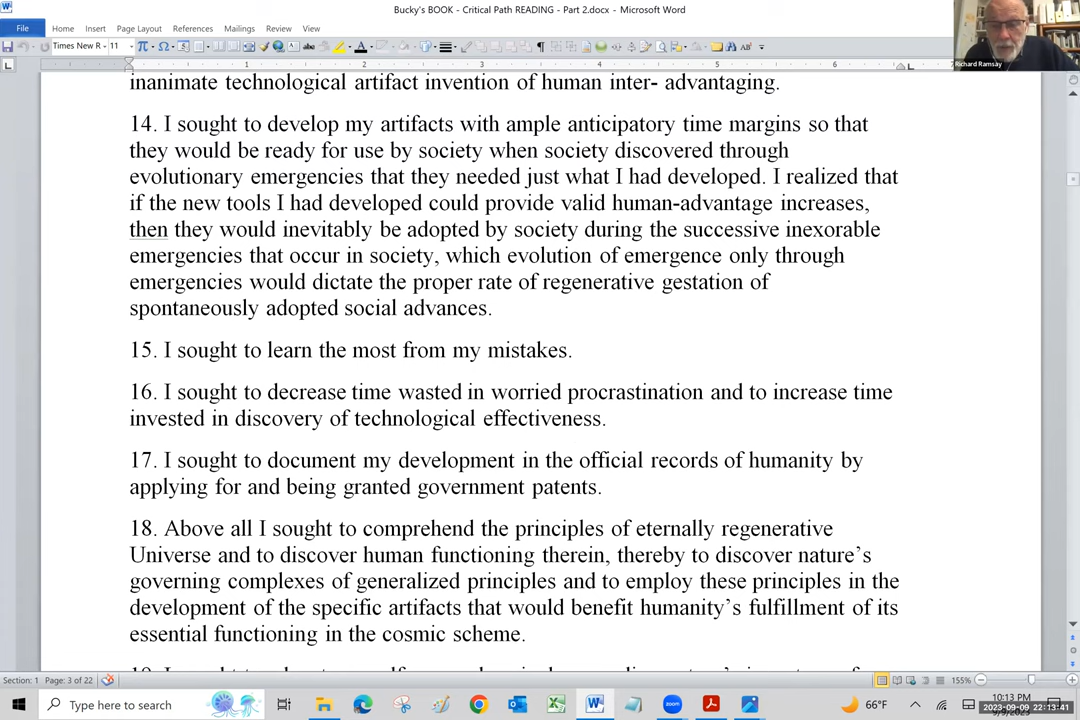 Bucky's BOOK - Critical Path READING - Part 2.docx - Microsoft Word
File Home Insert Page Layout References Mailings Review View
Times New R 11
1 2 3 4 5 6
Richard Ramsay
inanimate technological artifact invention of human inter- advantaging.
14. I sought to develop my artifacts with ample anticipatory time margins so that
they would be ready for use by society when society discovered through
evolutionary emergencies that they needed just what I had developed. I realized that
if the new tools I had developed could provide valid human-advantage increases,
then they would inevitably be adopted by society during the successive inexorable
emergencies that occur in society, which evolution of emergence only through
emergencies would dictate the proper rate of regenerative gestation of
spontaneously adopted social advances.
15. I sought to learn the most from my mistakes.
16. I sought to decrease time wasted in worried procrastination and to increase time
invested in discovery of technological effectiveness.
17. I sought to document my development in the official records of humanity by
applying for and being granted government patents.
18. Above all I sought to comprehend the principles of eternally regenerative
Universe and to discover human functioning therein, thereby to discover nature's
governing complexes of generalized principles and to employ these principles in the
development of the specific artifacts that would benefit humanity's fulfillment of its
essential functioning in the cosmic scheme.
Section: 1 Page: 3 of 22 155%
Type here to search 66°F 10:13 PM
2023-09-09 22:13:41